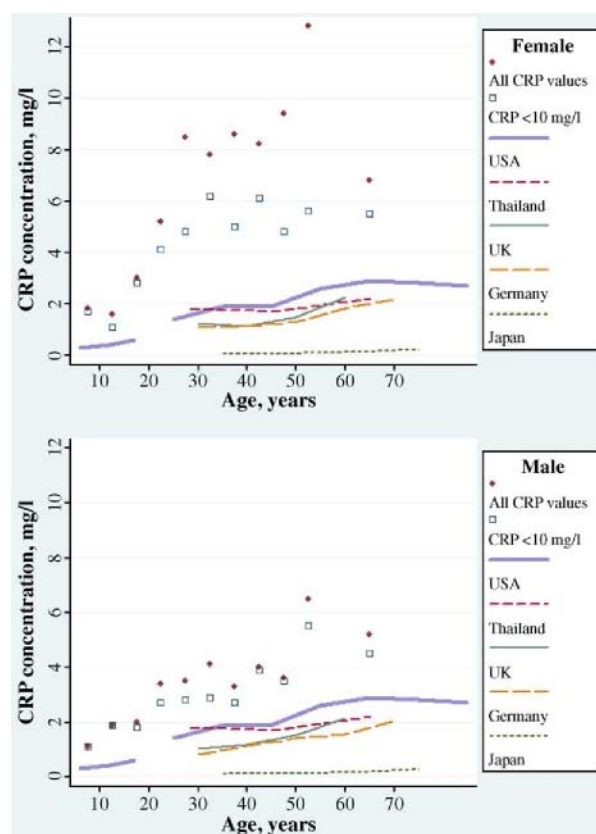 CRP concentration, mg/l
0 2 4 6 8 10 12
10 20 30 40 50 60 70
Age, years
Female
All CRP values
CRP <10 mg/l
USA
Thailand
UK
Germany
Japan
CRP concentration, mg/l
0 2 4 6 8 10 12
10 20 30 40 50 60 70
Age, years
Male
All CRP values
CRP <10 mg/l
USA
Thailand
UK
Germany
Japan